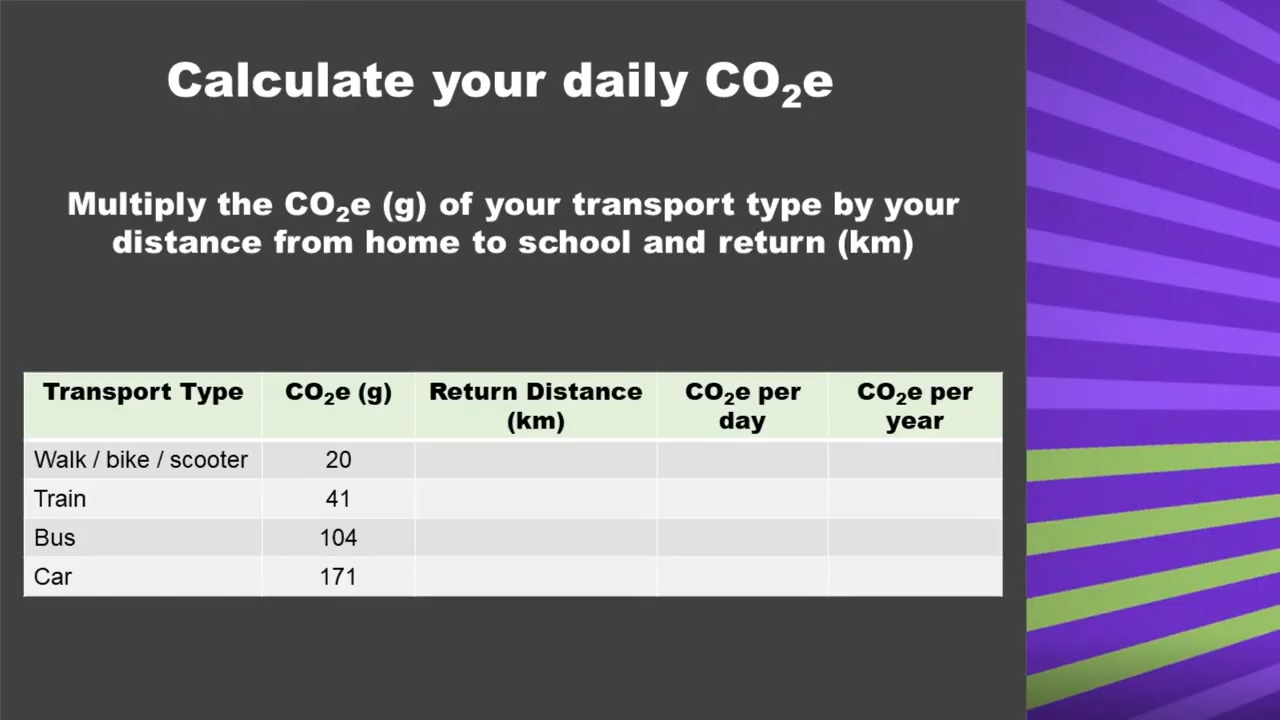 Calculate your daily CO₂e
Multiply the CO₂e (g) of your transport type by your
distance from home to school and return (km)
Transport Type CO₂e (g) Return Distance (km) CO₂e per day CO₂e per year
Walk / bike / scooter 20
Train 41
Bus 104
Car 171